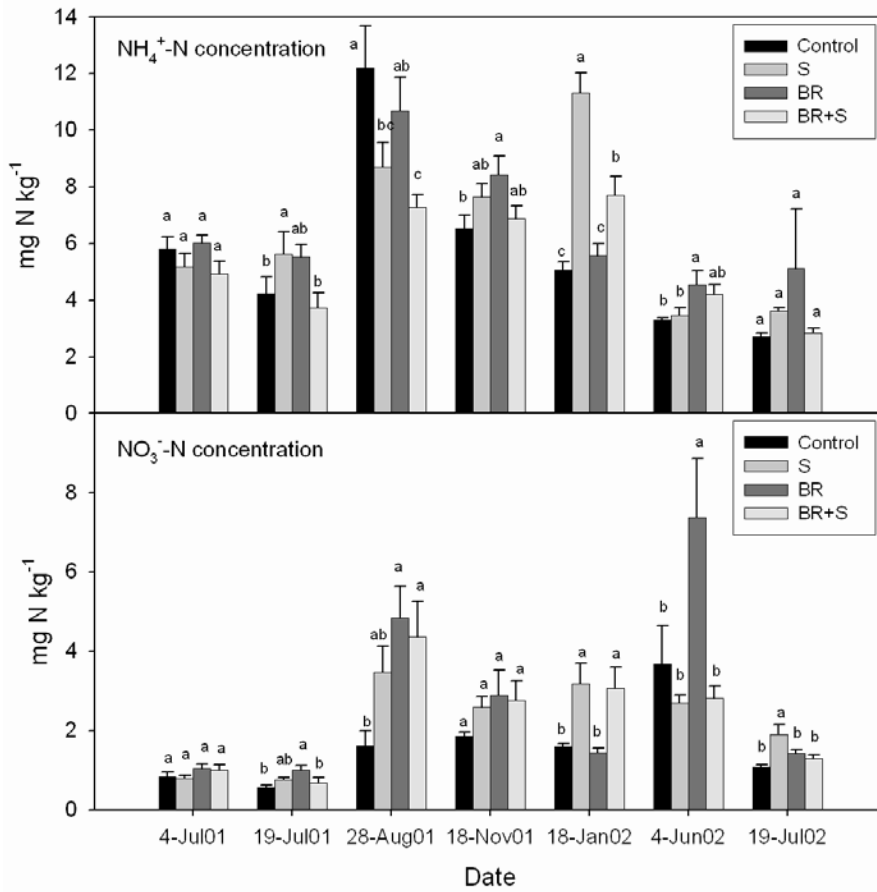 14
12
10
8
6
4
2
0
mg N kg⁻¹
NH₄⁺-N concentration
Control
S
BR
BR+S
a a a a
b a ab b
a bc ab c
b ab a ab
c a c b
b b a ab
a a a a
8
6
4
2
0
mg N kg⁻¹
NO₃⁻-N concentration
Control
S
BR
BR+S
a a a a
b ab a b
b ab a a
a a a a
b a b a
b b a b
b a b b
4-Jul01 19-Jul01 28-Aug01 18-Nov01 18-Jan02 4-Jun02 19-Jul02
Date